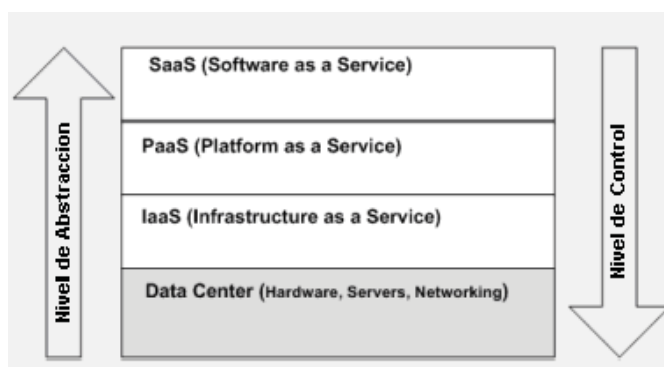 Nivel de Abstraccion
SaaS (Software as a Service)
PaaS (Platform as a Service)
IaaS (Infrastructure as a Service)
Data Center (Hardware, Servers, Networking)
Nivel de Control